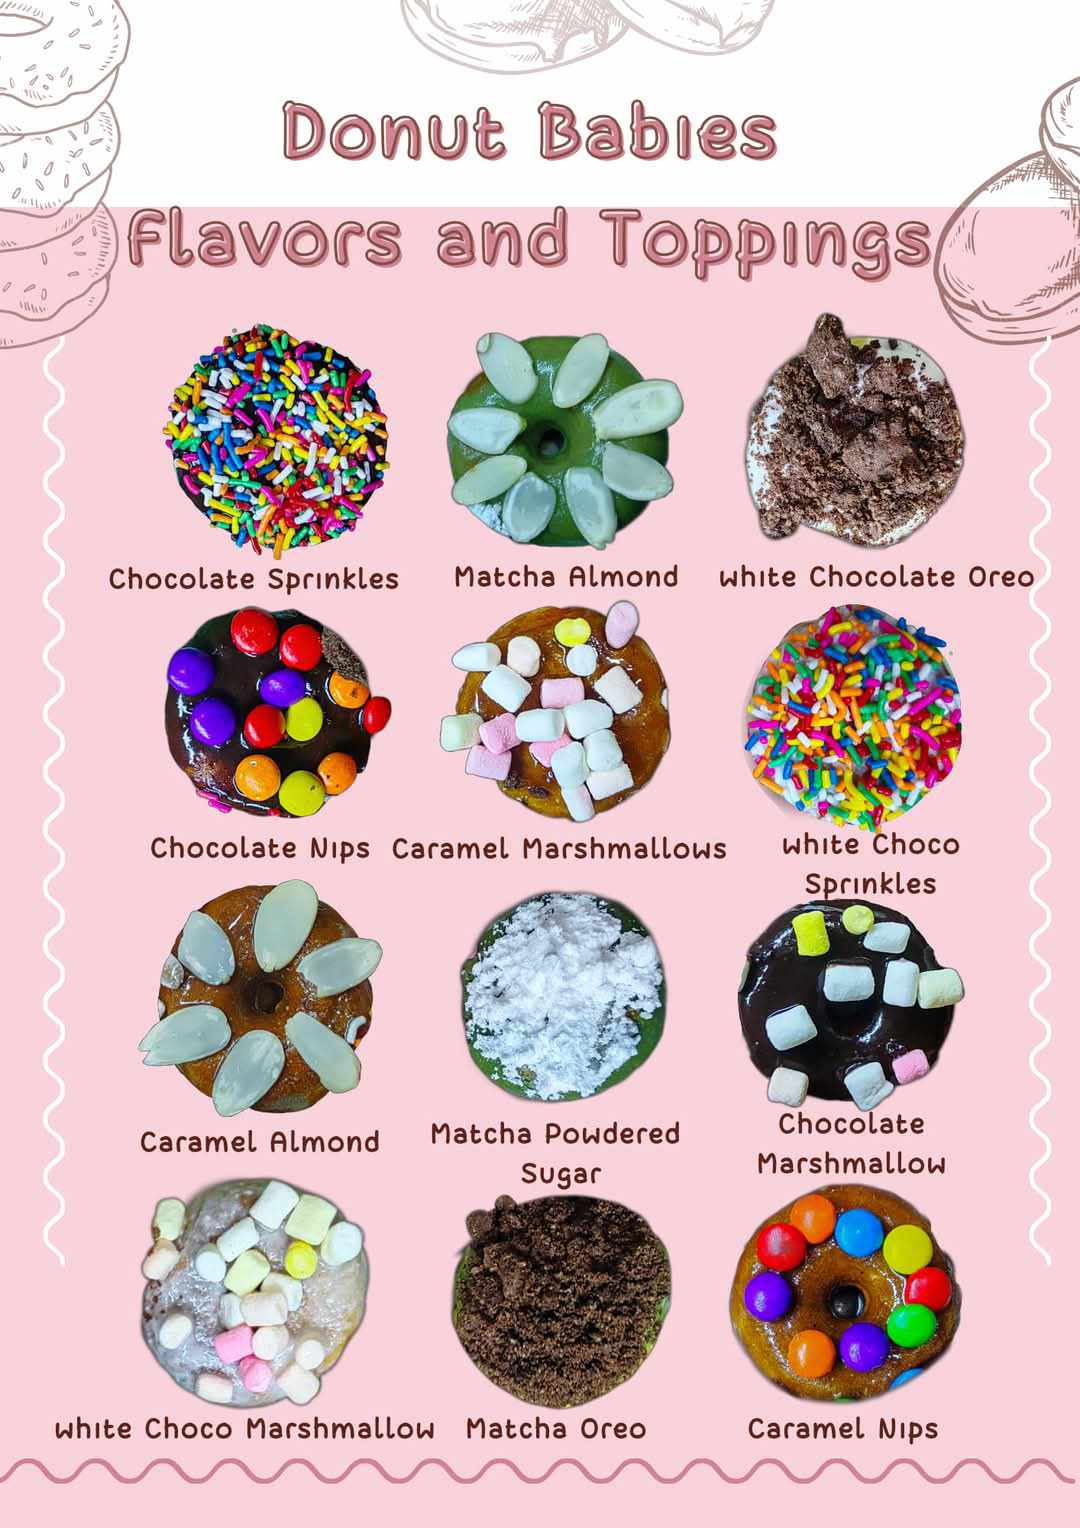 Donut Babies
Flavors and Toppings
Chocolate Sprinkles
Matcha Almond
white Chocolate Oreo
Chocolate Nips
Caramel Marshmallows
white Choco
Sprinkles
Caramel Almond
Matcha Powdered
Sugar
Chocolate
Marshmallow
white Choco Marshmallow
Matcha Oreo
Caramel Nips